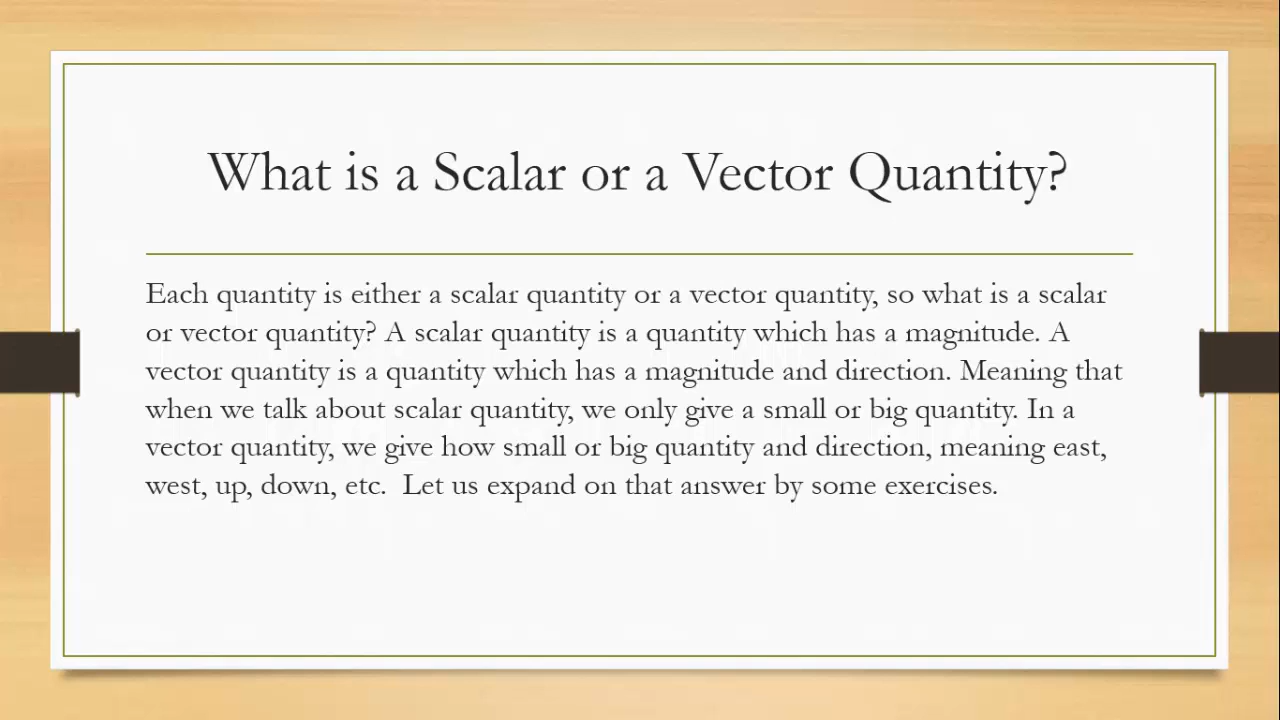 What is a Scalar or a Vector Quantity?
Each quantity is either a scalar quantity or a vector quantity, so what is a scalar
or vector quantity? A scalar quantity is a quantity which has a magnitude. A
vector quantity is a quantity which has a magnitude and direction. Meaning that
when we talk about scalar quantity, we only give a small or big quantity. In a
vector quantity, we give how small or big quantity and direction, meaning east,
west, up, down, etc.  Let us expand on that answer by some exercises.